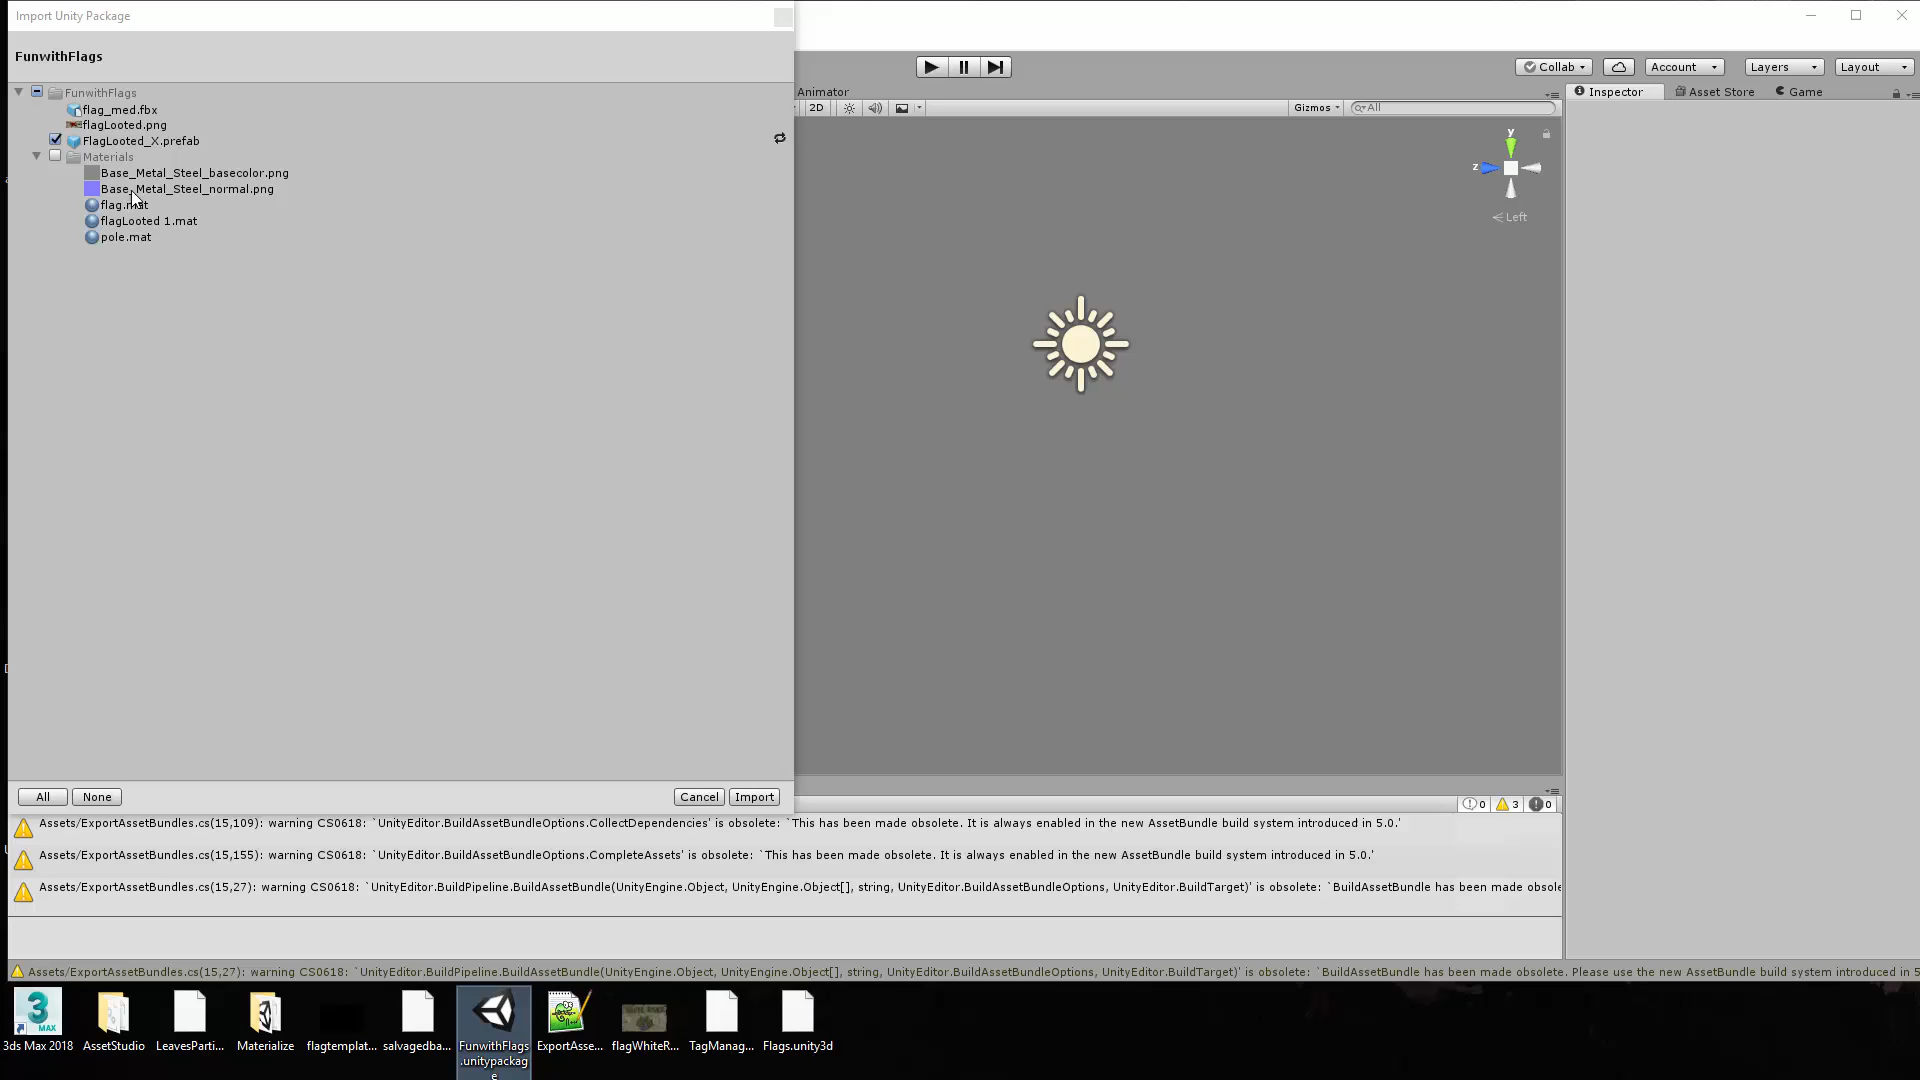 Import Unity Package
FunwithFlags
FunwithFlags
flag_med.fbx
flagLooted.png
FlagLooted_X.prefab
Materials
Base_Metal_Steel_basecolor.png
Base_Metal_Steel_normal.png
flag.mat
flagLooted 1.mat
pole.mat
All
None
Cancel
Import
Collab
Account
Layers
Layout
Animator
2D
Gizmos
All
Inspector
Asset Store
Game
y
z
Left
0
3
0
Assets/ExportAssetBundles.cs(15,109): warning CS0618: `UnityEditor.BuildAssetBundleOptions.CollectDependencies' is obsolete: `This has been made obsolete. It is always enabled in the new AssetBundle build system introduced in 5.0.'
Assets/ExportAssetBundles.cs(15,155): warning CS0618: `UnityEditor.BuildAssetBundleOptions.CompleteAssets' is obsolete: `This has been made obsolete. It is always enabled in the new AssetBundle build system introduced in 5.0.'
Assets/ExportAssetBundles.cs(15,27): warning CS0618: `UnityEditor.BuildPipeline.BuildAssetBundle(UnityEngine.Object, UnityEngine.Object[], string, UnityEditor.BuildAssetBundleOptions, UnityEditor.BuildTarget)' is obsolete: `BuildAssetBundle has been made obsole
Assets/ExportAssetBundles.cs(15,27): warning CS0618: `UnityEditor.BuildPipeline.BuildAssetBundle(UnityEngine.Object, UnityEngine.Object[], string, UnityEditor.BuildAssetBundleOptions, UnityEditor.BuildTarget)' is obsolete: `BuildAssetBundle has been made obsolete. Please use the new AssetBundle build system introduced in 5
3
MAX
3ds Max 2018
AssetStudio
LeavesParti...
Materialize
flagtemplat...
salvagedba...
FunwithFlags
.unitypackag
e
ExportAsse...
flagWhiteR...
TagManag...
Flags.unity3d